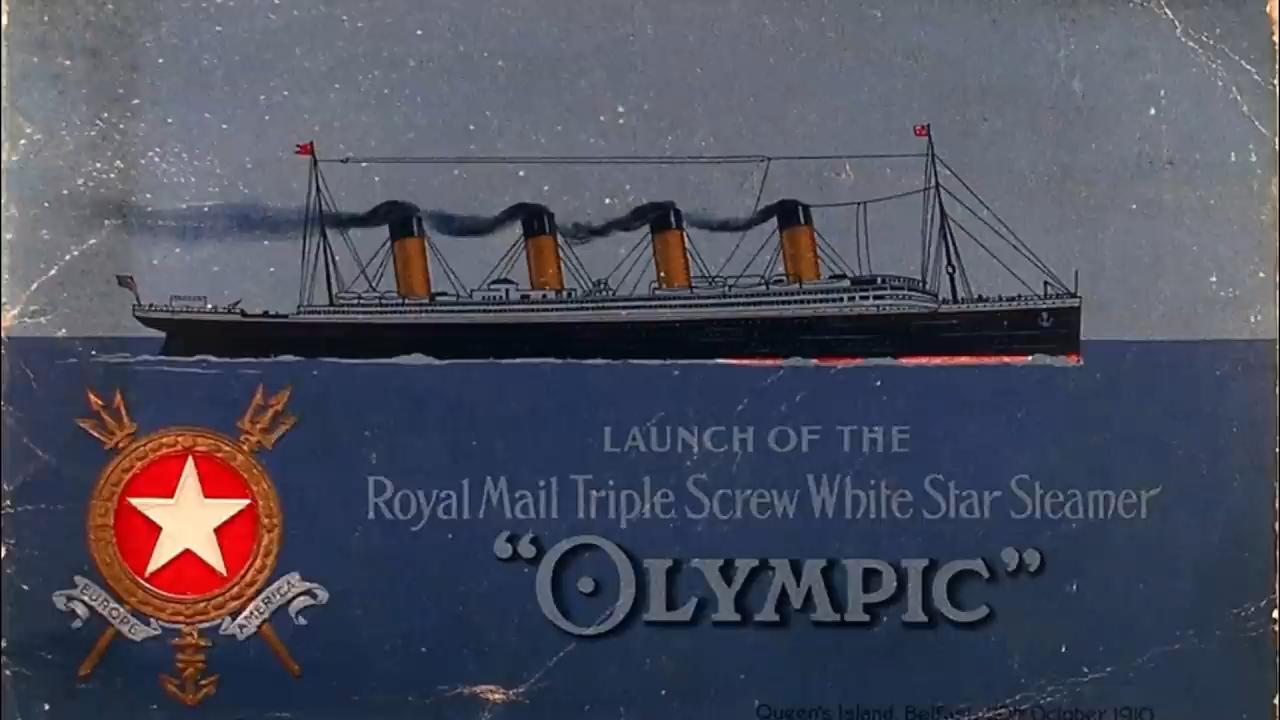 LAUNCH OF THE
Royal Mail Triple Screw White Star Steamer
“OLYMPIC”
EUROPE
AMERICA
Queen's Island, Belfast, October 1910